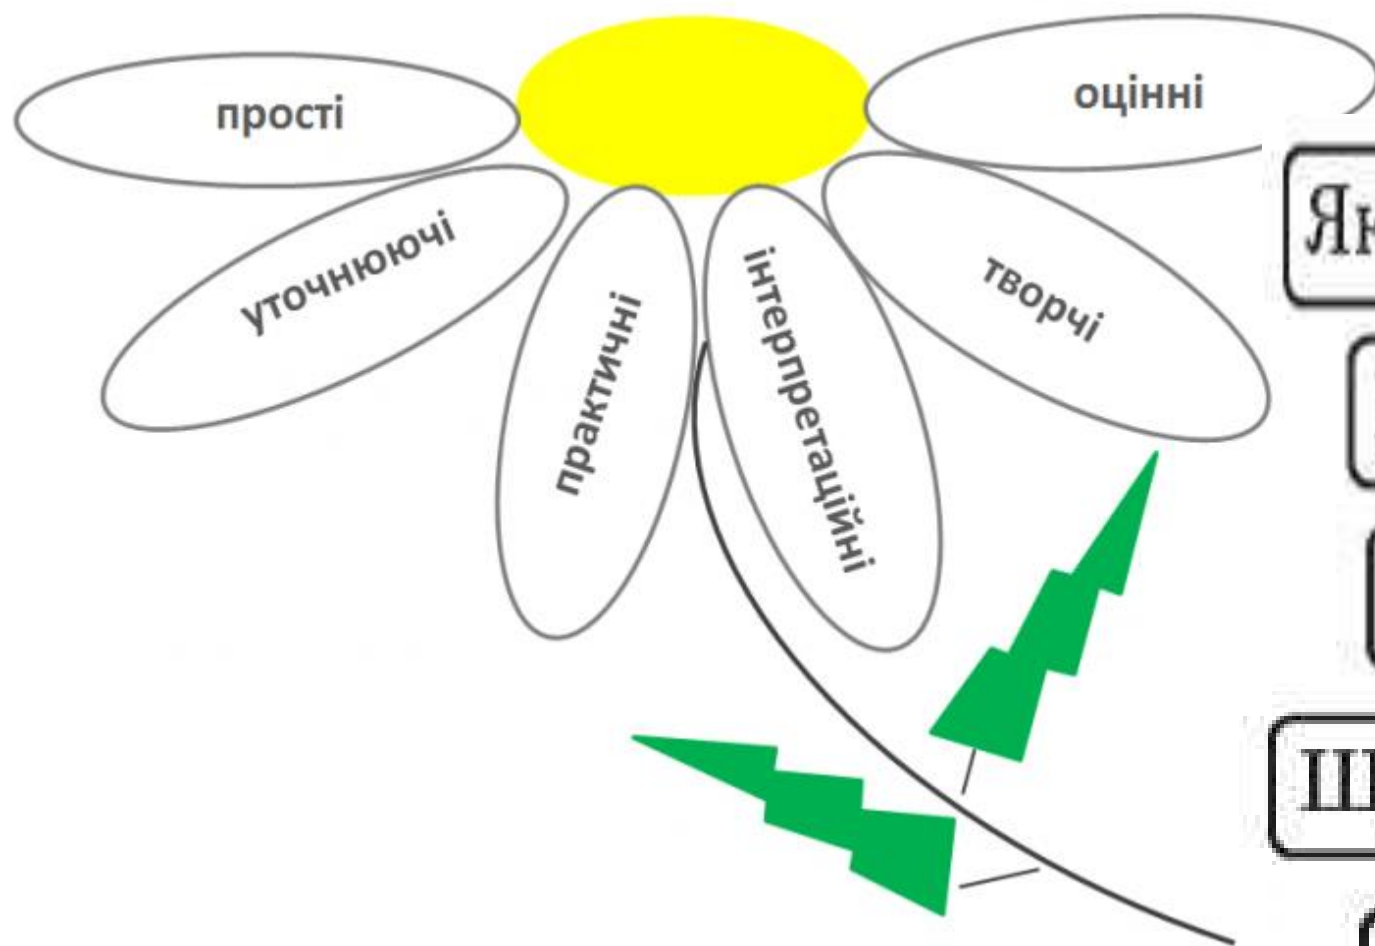 прості
уточнюючі
практичні
інтерпретаційні
творчі
оцінні